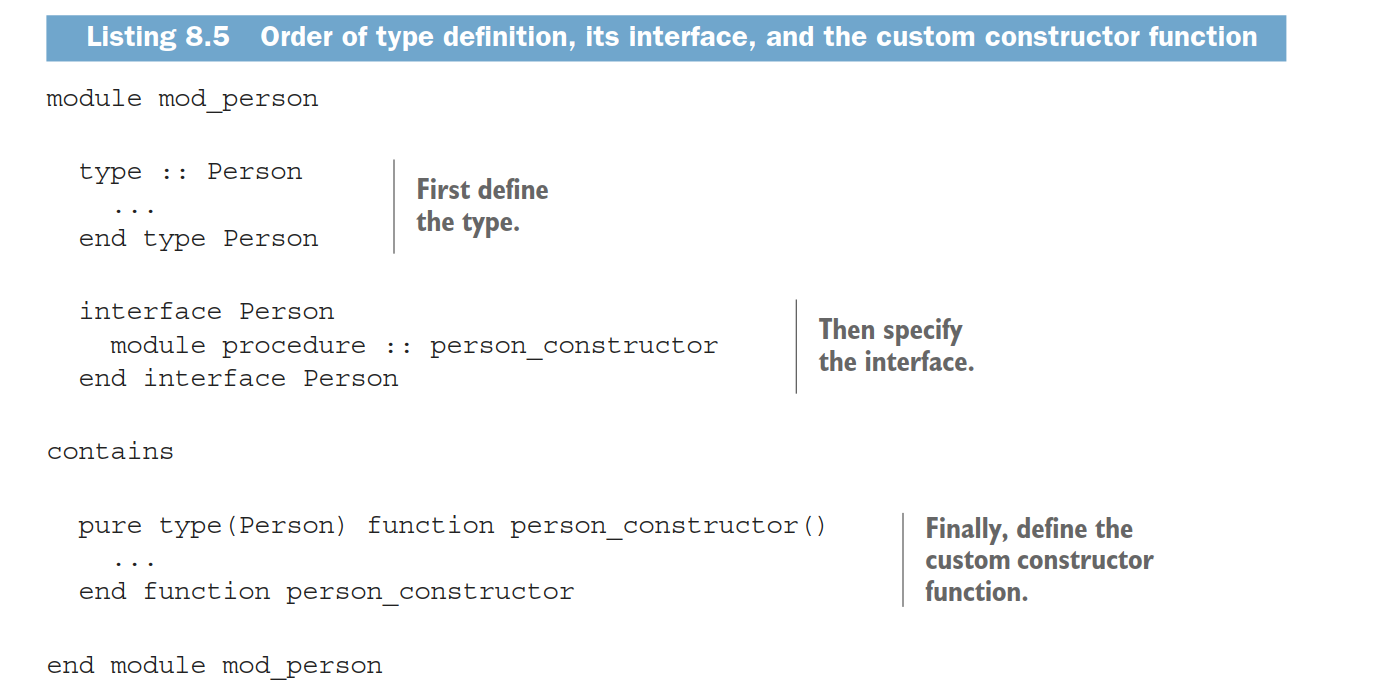 Listing 8.5 Order of type definition, its interface, and the custom constructor function
module mod_person
type :: Person
...
end type Person
First define
the type.
interface Person
module procedure :: person_constructor
end interface Person
Then specify
the interface.
contains
pure type(Person) function person_constructor()
...
end function person_constructor
Finally, define the
custom constructor
function.
end module mod_person